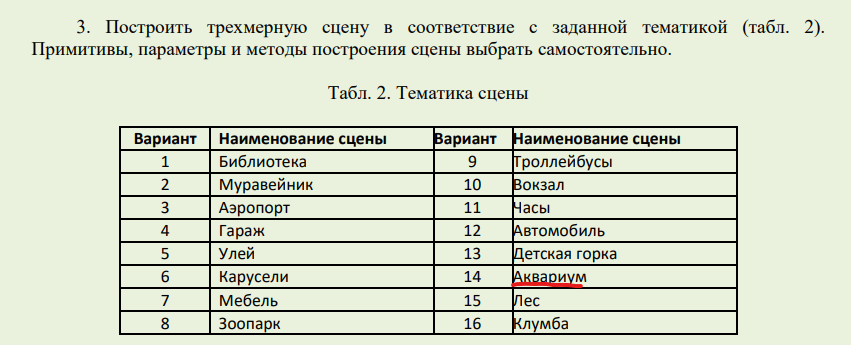 3. Построить трехмерную сцену в соответствие с заданной тематикой (табл. 2).
Примитивы, параметры и методы построения сцены выбрать самостоятельно.
Табл. 2. Тематика сцены
Вариант Наименование сцены Вариант Наименование сцены
1 Библиотека 9 Троллейбусы
2 Муравейник 10 Вокзал
3 Аэропорт 11 Часы
4 Гараж 12 Автомобиль
5 Улей 13 Детская горка
6 Карусели 14 Аквариум
7 Мебель 15 Лес
8 Зоопарк 16 Клумба